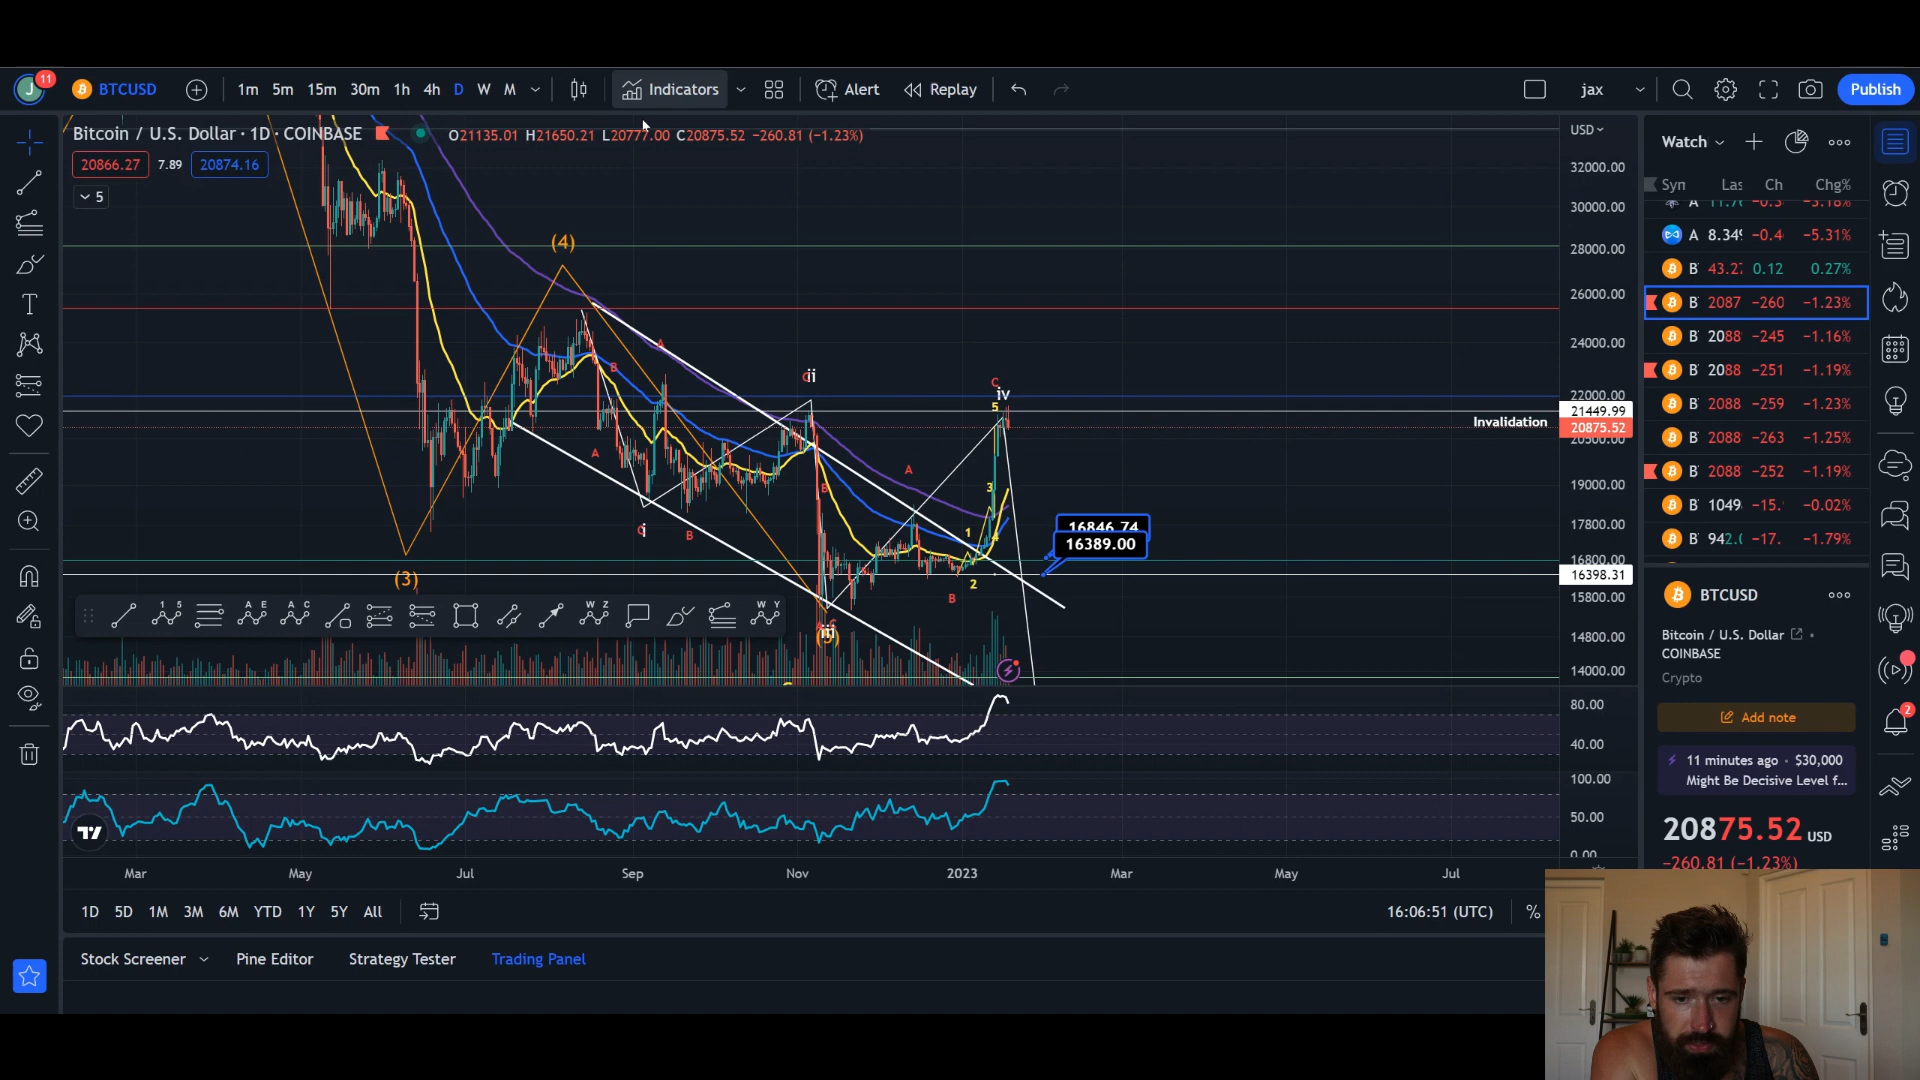 J 11 BTCUSD 1m 5m 15m 30m 1h 4h D W M Indicators Alert Replay jax Publish
Bitcoin / U.S. Dollar · 1D · COINBASE O21135.01 H21650.21 L20777.00 C20875.52 −260.81 (−1.23%)
20866.27 7.89 20874.16
5
USD
32000.00
30000.00
28000.00
26000.00
24000.00
22000.00
21449.99
20875.52
19000.00
17800.00
16800.00
16398.31
15800.00
14800.00
14000.00
80.00
40.00
100.00
50.00
0.00
(4)
A
B
ii
C
iv
5
Invalidation
A
A
B
3
1
4
16846.74
16389.00
i
B
(3)
2
B
iii
1 5 A E A C W Z W Y
Mar May Jul Sep Nov 2023 Mar May Jul
1D 5D 1M 3M 6M YTD 1Y 5Y All 16:06:51 (UTC) %
Stock Screener Pine Editor Strategy Tester Trading Panel
Watch
Ch Chg%
A −5.18%
A 8.349 −0.4 −5.31%
B 43.27 0.12 0.27%
B 2087 −260 −1.23%
B 2088 −245 −1.16%
B 2088 −251 −1.19%
B 2088 −259 −1.23%
B 2088 −263 −1.25%
B 2088 −252 −1.19%
B 1049 −15. −0.02%
B 942.0 −17. −1.79%
BTCUSD
Bitcoin / U.S. Dollar
COINBASE
Crypto
Add note
11 minutes ago · $30,000
Might Be Decisive Level f...
20875.52 USD
−260.81 (−1.23%)
2